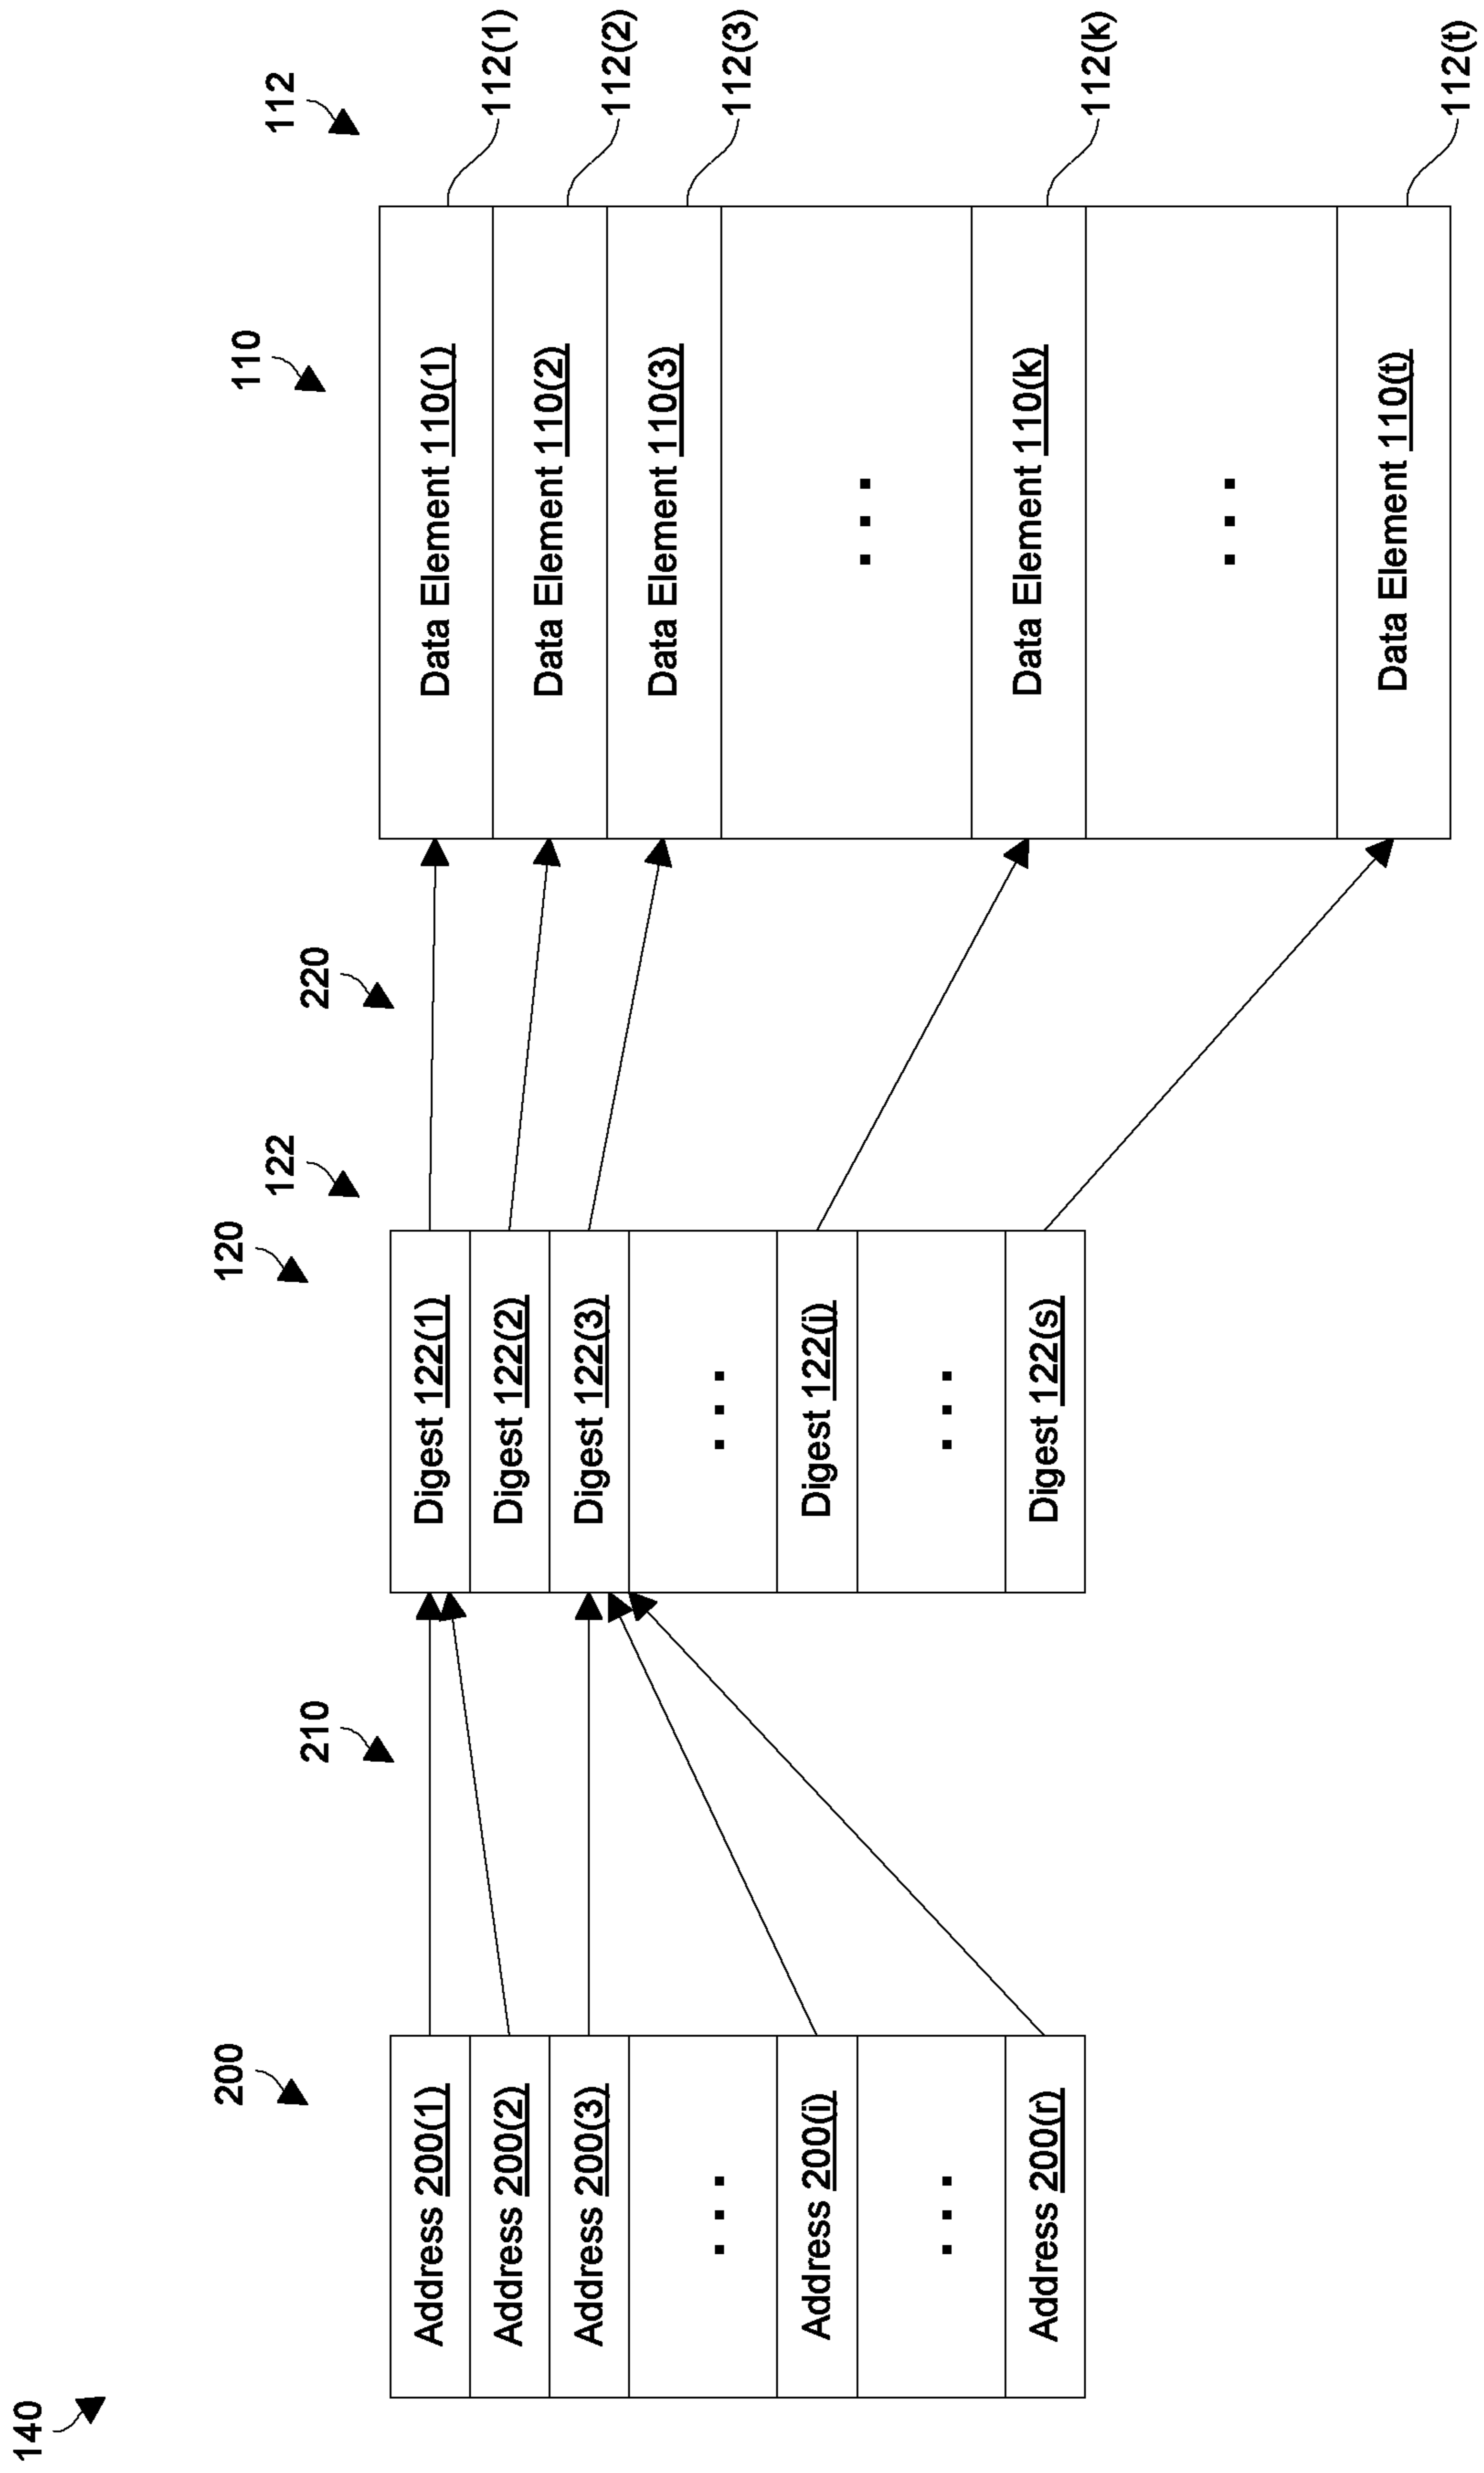 140
200
120
110
122
112
210
220
Address 200(1)
Address 200(2)
Address 200(3)
...
Address 200(i)
...
Address 200(r)
Digest 122(1)
Digest 122(2)
Digest 122(3)
...
Digest 122(j)
...
Digest 122(s)
Data Element 110(1)
Data Element 110(2)
Data Element 110(3)
...
Data Element 110(k)
...
Data Element 110(t)
112(1)
112(2)
112(3)
112(k)
112(t)